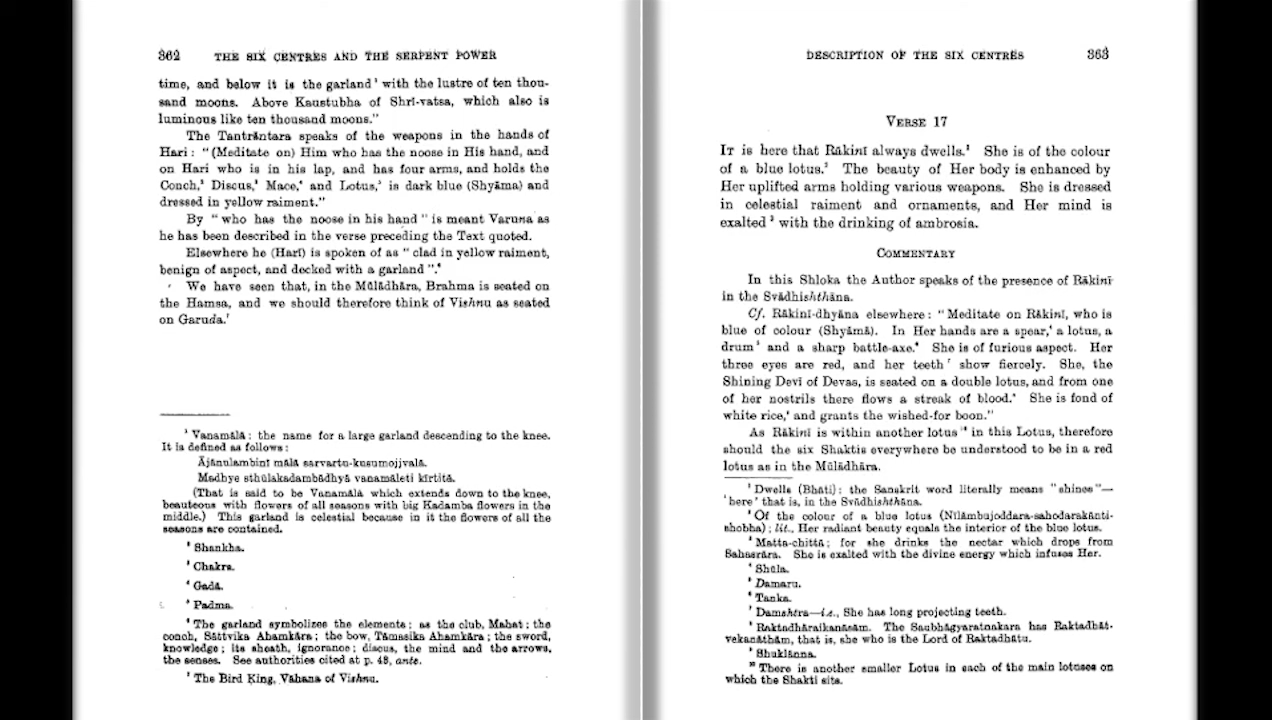 362 THE SIX CENTRES AND THE SERPENT POWER
time, and below it is the garland¹ with the lustre of ten thou-
sand moons. Above Kaustubha of Shrī-vatsa, which also is
luminous like ten thousand moons."
The Tantrāntara speaks of the weapons in the hands of
Hari : "(Meditate on) Him who has the noose in His hand, and
on Hari who is in his lap, and has four arms, and holds the
Conch,² Discus,³ Mace,⁴ and Lotus,⁵ is dark blue (Shyāma) and
dressed in yellow raiment."
By "who has the noose in his hand" is meant Varuna as
he has been described in the verse preceding the Text quoted.
Elsewhere he (Harī) is spoken of as "clad in yellow raiment,
benign of aspect, and decked with a garland".⁶
We have seen that, in the Mūlādhāra, Brahma is seated on
the Hamsa, and we should therefore think of Vishnu as seated
on Garuda.⁷
¹ Vanamālā : the name for a large garland descending to the knee.
It is defined as follows :
Ājānulambinī mālā sarvartu-kusumojjvalā.
Madhye sthūlakadambādhyā vanamāleti kīrtitā.
(That is said to be Vanamālā which extends down to the knee,
beauteous with flowers of all seasons with big Kadamba flowers in the
middle.) This garland is celestial because in it the flowers of all the
seasons are contained.
² Shankha.
³ Chakra.
⁴ Gadā.
⁵ Padma.
⁶ The garland symbolizes the elements ; as the club, Mahat ; the
conch, Sāttvika Ahamkāra ; the bow, Tāmasika Ahamkāra ; the sword,
knowledge ; its sheath, ignorance ; discus, the mind and the arrows,
the senses. See authorities cited at p. 48, ante.
⁷ The Bird King, Vāhana of Vishnu.
DESCRIPTION OF THE SIX CENTRES 363
VERSE 17
IT is here that Rākinī always dwells.¹ She is of the colour
of a blue lotus.² The beauty of Her body is enhanced by
Her uplifted arms holding various weapons. She is dressed
in celestial raiment and ornaments, and Her mind is
exalted³ with the drinking of ambrosia.
COMMENTARY
In this Shloka the Author speaks of the presence of Rākinī
in the Svādhishthāna.
Cf. Rākinī-dhyāna elsewhere : "Meditate on Rākinī, who is
blue of colour (Shyāmā). In Her hands are a spear,⁴ a lotus, a
drum⁵ and a sharp battle-axe.⁶ She is of furious aspect. Her
three eyes are red, and her teeth⁷ show fiercely. She, the
Shining Devī of Devas, is seated on a double lotus, and from one
of her nostrils there flows a streak of blood.⁸ She is fond of
white rice,⁹ and grants the wished-for boon."
As Rākinī is within another lotus¹⁰ in this Lotus, therefore
should the six Shaktis everywhere be understood to be in a red
lotus as in the Mūlādhāra.
¹ Dwells (Bhāti) : the Sanskrit word literally means "shines"—
'here' that is, in the Svādhishthāna.
² Of the colour of a blue lotus (Nīlāmbujoddara-sahodarakānti-
shobha) ; lit., Her radiant beauty equals the interior of the blue lotus.
³ Matta-chittā ; for she drinks the nectar which drops from
Sahasrāra. She is exalted with the divine energy which infuses Her.
⁴ Shūla.
⁵ Damaru.
⁶ Tanka.
⁷ Damshtra—i.e., She has long projecting teeth.
⁸ Raktadhāraikanāsām. The Saubhāgyaratnakara has Raktadhāt-
vekanāthām, that is, she who is the Lord of Raktadhātu.
⁹ Shuklānna.
¹⁰ There is another smaller Lotus in each of the main lotuses on
which the Shakti sits.